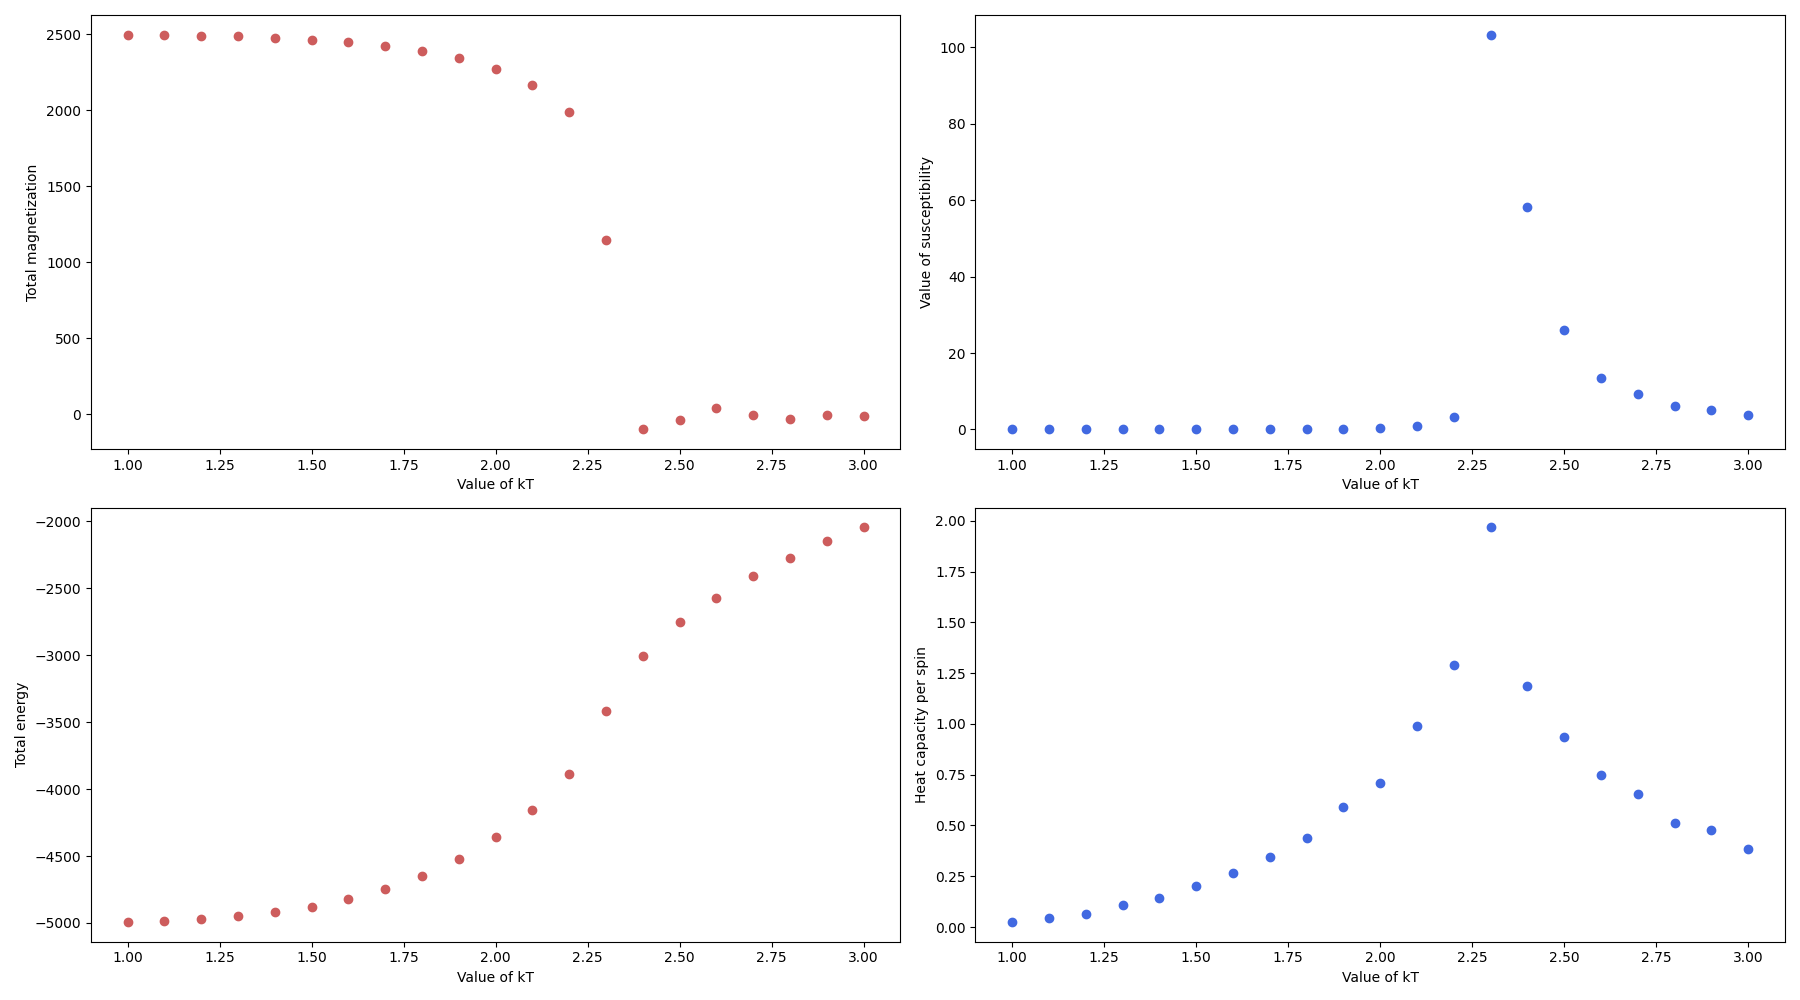 2500
2000
1500
1000
500
0
Total magnetization
1.00 1.25 1.50 1.75 2.00 2.25 2.50 2.75 3.00
Value of kT
100
80
60
40
20
0
Value of susceptibility
1.00 1.25 1.50 1.75 2.00 2.25 2.50 2.75 3.00
Value of kT
−2000
−2500
−3000
−3500
−4000
−4500
−5000
Total energy
1.00 1.25 1.50 1.75 2.00 2.25 2.50 2.75 3.00
Value of kT
2.00
1.75
1.50
1.25
1.00
0.75
0.50
0.25
0.00
Heat capacity per spin
1.00 1.25 1.50 1.75 2.00 2.25 2.50 2.75 3.00
Value of kT